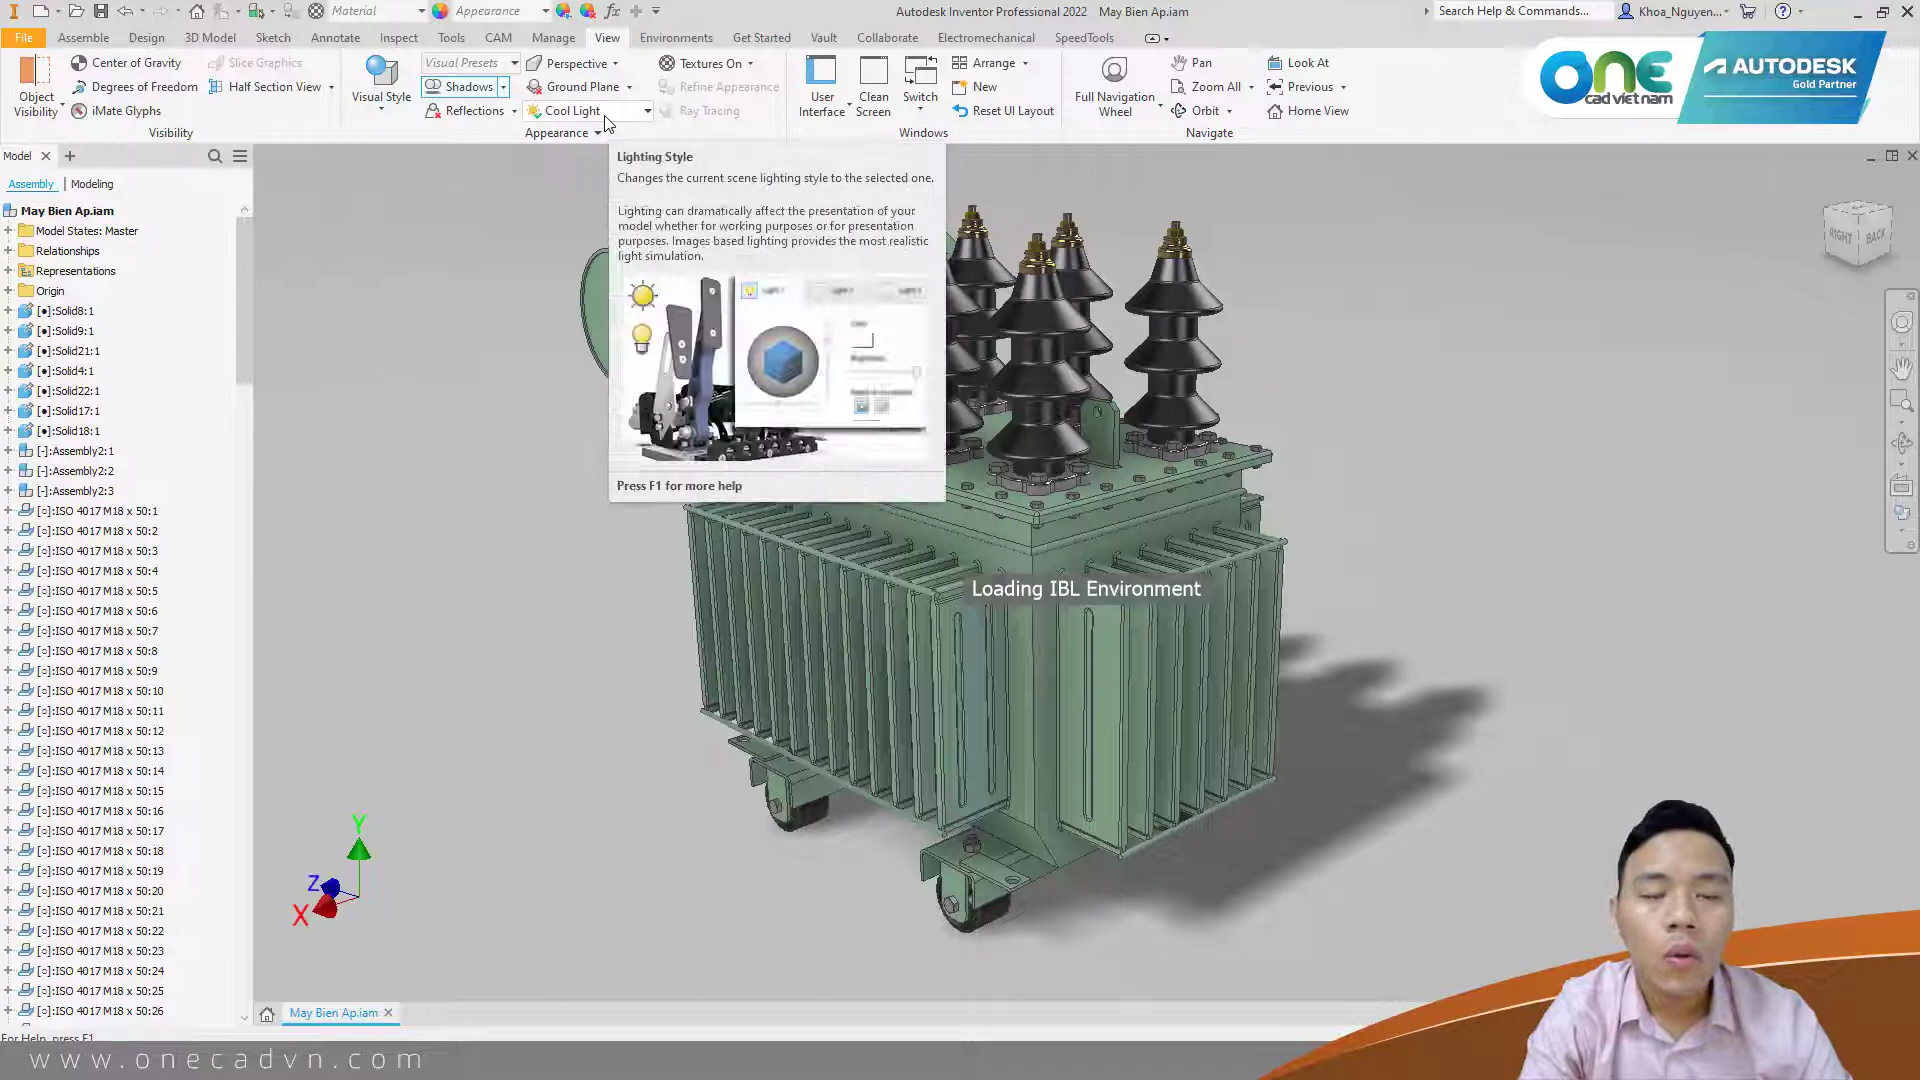 Material
Appearance
Autodesk Inventor Professional 2022 May Bien Ap.iam
Search Help & Commands...
Khoa_Nguyen...
File Assemble Design 3D Model Sketch Annotate Inspect Tools CAM Manage View Environments Get Started Vault Collaborate Electromechanical SpeedTools
Object Visibility
Center of Gravity
Degrees of Freedom
iMate Glyphs
Slice Graphics
Half Section View
Visibility
Visual Style
Visual Presets
Shadows
Reflections
Perspective
Ground Plane
Cool Light
Textures On
Refine Appearance
Ray Tracing
Appearance
User Interface
Clean Screen
Switch
Arrange
New
Reset UI Layout
Windows
Full Navigation Wheel
Pan
Zoom All
Orbit
Look At
Previous
Home View
Navigate
ONE
cad viet nam
AUTODESK
Gold Partner
Model
Assembly | Modeling
May Bien Ap.iam
Model States: Master
Relationships
Representations
Origin
[●]:Solid8:1
[●]:Solid9:1
[●]:Solid21:1
[●]:Solid4:1
[●]:Solid22:1
[●]:Solid17:1
[●]:Solid18:1
[-]:Assembly2:1
[-]:Assembly2:2
[-]:Assembly2:3
[○]:ISO 4017 M18 x 50:1
[○]:ISO 4017 M18 x 50:2
[○]:ISO 4017 M18 x 50:3
[○]:ISO 4017 M18 x 50:4
[○]:ISO 4017 M18 x 50:5
[○]:ISO 4017 M18 x 50:6
[○]:ISO 4017 M18 x 50:7
[○]:ISO 4017 M18 x 50:8
[○]:ISO 4017 M18 x 50:9
[○]:ISO 4017 M18 x 50:10
[○]:ISO 4017 M18 x 50:11
[○]:ISO 4017 M18 x 50:12
[○]:ISO 4017 M18 x 50:13
[○]:ISO 4017 M18 x 50:14
[○]:ISO 4017 M18 x 50:15
[○]:ISO 4017 M18 x 50:16
[○]:ISO 4017 M18 x 50:17
[○]:ISO 4017 M18 x 50:18
[○]:ISO 4017 M18 x 50:19
[○]:ISO 4017 M18 x 50:20
[○]:ISO 4017 M18 x 50:21
[○]:ISO 4017 M18 x 50:22
[○]:ISO 4017 M18 x 50:23
[○]:ISO 4017 M18 x 50:24
[○]:ISO 4017 M18 x 50:25
[○]:ISO 4017 M18 x 50:26
Lighting Style
Changes the current scene lighting style to the selected one.
Lighting can dramatically affect the presentation of your
model whether for working purposes or for presentation
purposes. Images based lighting provides the most realistic
light simulation.
Press F1 for more help
Loading IBL Environment
RIGHT BACK
Y
Z
X
May Bien Ap.iam
For Help, press F1
www.onecadvn.com